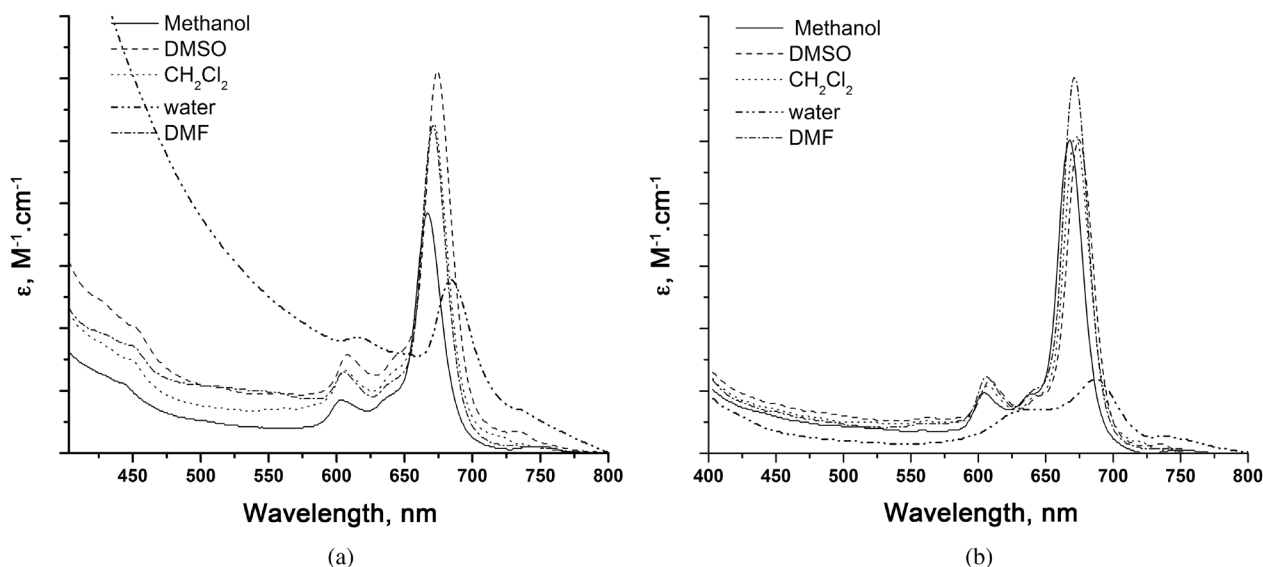 Methanol
DMSO
CH₂Cl₂
water
DMF
ε, M⁻¹.cm⁻¹
450 500 550 600 650 700 750 800
Wavelength, nm
(a)
Methanol
DMSO
CH₂Cl₂
water
DMF
ε, M⁻¹.cm⁻¹
400 450 500 550 600 650 700 750 800
Wavelength, nm
(b)